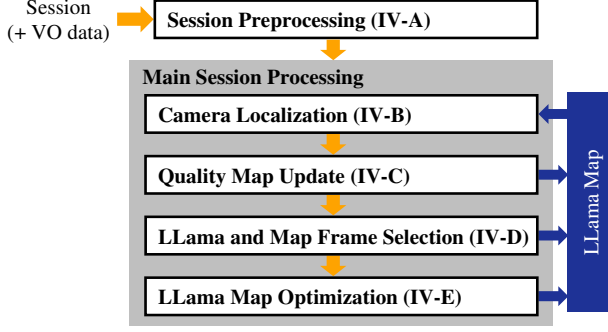 Session
(+ VO data)
Session Preprocessing (IV-A)
Main Session Processing
Camera Localization (IV-B)
Quality Map Update (IV-C)
LLama and Map Frame Selection (IV-D)
LLama Map Optimization (IV-E)
LLama Map